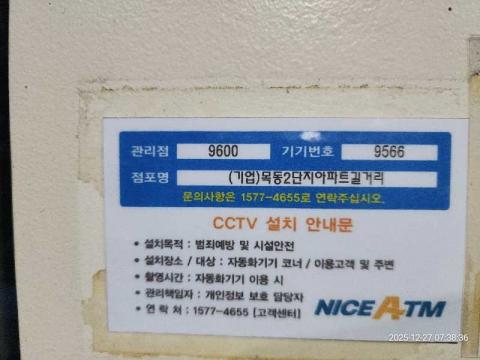 관리점 9600 기기번호 9566
점포명 (기업)목동2단지아파트길거리
문의사항은 1577-4655로 연락주십시오.
CCTV 설치 안내문
• 설치목적 : 범죄예방 및 시설안전
• 설치장소 / 대상 : 자동화기기 코너 / 이용고객 및 주변
• 촬영시간 : 자동화기기 이용 시
• 관리책임자 : 개인정보 보호 담당자
• 연 락 처 : 1577-4655 [고객센터]
NICE ATM
2025-12-27 07:38:36